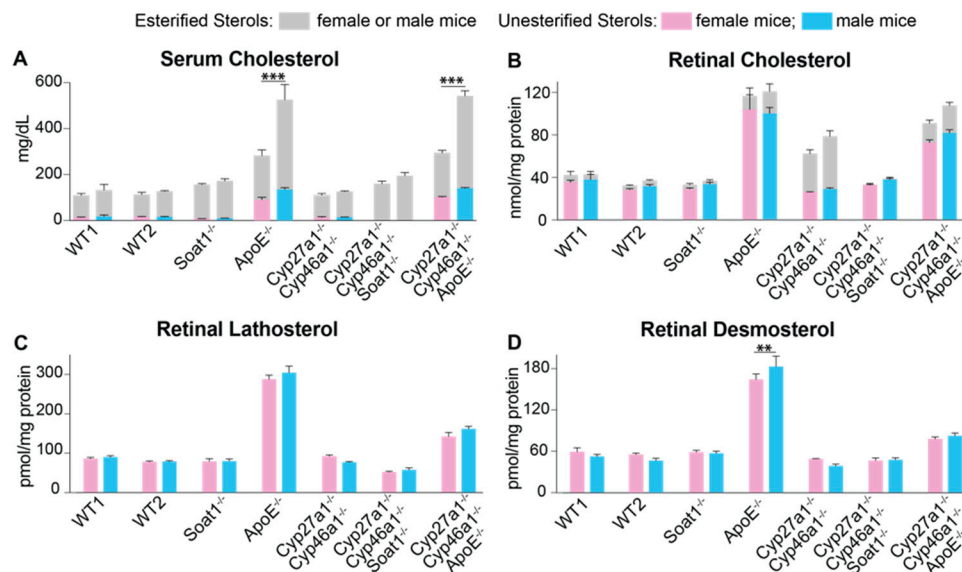 Esterified Sterols: female or male mice Unesterified Sterols: female mice; male mice
A Serum Cholesterol
mg/dL
600
400
200
0
***
***
WT1
WT2
Soat1-/-
ApoE-/-
Cyp27a1-/-
Cyp46a1-/-
Cyp27a1-/-
Cyp46a1-/-
Soat1-/-
Cyp27a1-/-
Cyp46a1-/-
ApoE-/-
B Retinal Cholesterol
nmol/mg protein
120
80
40
0
WT1
WT2
Soat1-/-
ApoE-/-
Cyp27a1-/-
Cyp46a1-/-
Cyp27a1-/-
Cyp46a1-/-
Soat1-/-
Cyp27a1-/-
Cyp46a1-/-
ApoE-/-
C Retinal Lathosterol
pmol/mg protein
300
200
100
0
WT1
WT2
Soat1-/-
ApoE-/-
Cyp27a1-/-
Cyp46a1-/-
Cyp27a1-/-
Cyp46a1-/-
Soat1-/-
Cyp27a1-/-
Cyp46a1-/-
ApoE-/-
D Retinal Desmosterol
pmol/mg protein
180
120
60
0
**
WT1
WT2
Soat1-/-
ApoE-/-
Cyp27a1-/-
Cyp46a1-/-
Cyp27a1-/-
Cyp46a1-/-
Soat1-/-
Cyp27a1-/-
Cyp46a1-/-
ApoE-/-